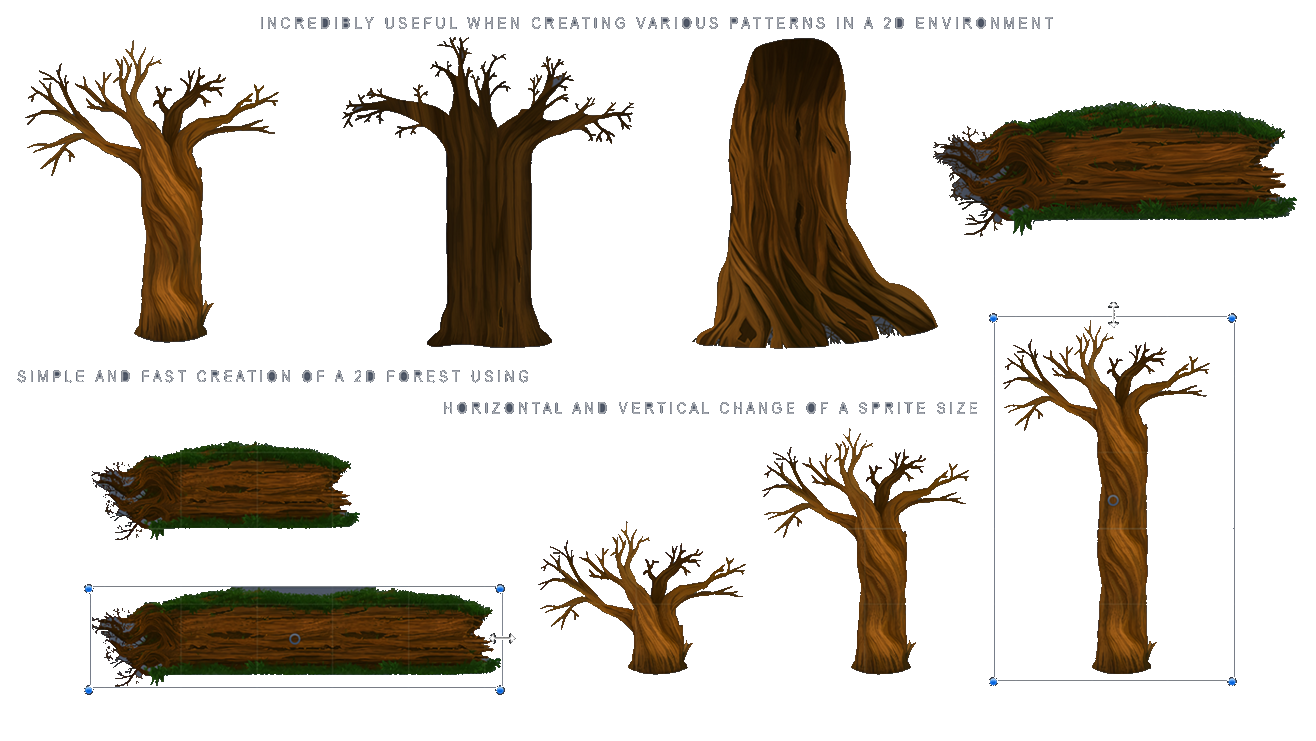 INCREDIBLY USEFUL WHEN CREATING VARIOUS PATTERNS IN A 2D ENVIRONMENT
SIMPLE AND FAST CREATION OF A 2D FOREST USING
HORIZONTAL AND VERTICAL CHANGE OF A SPRITE SIZE